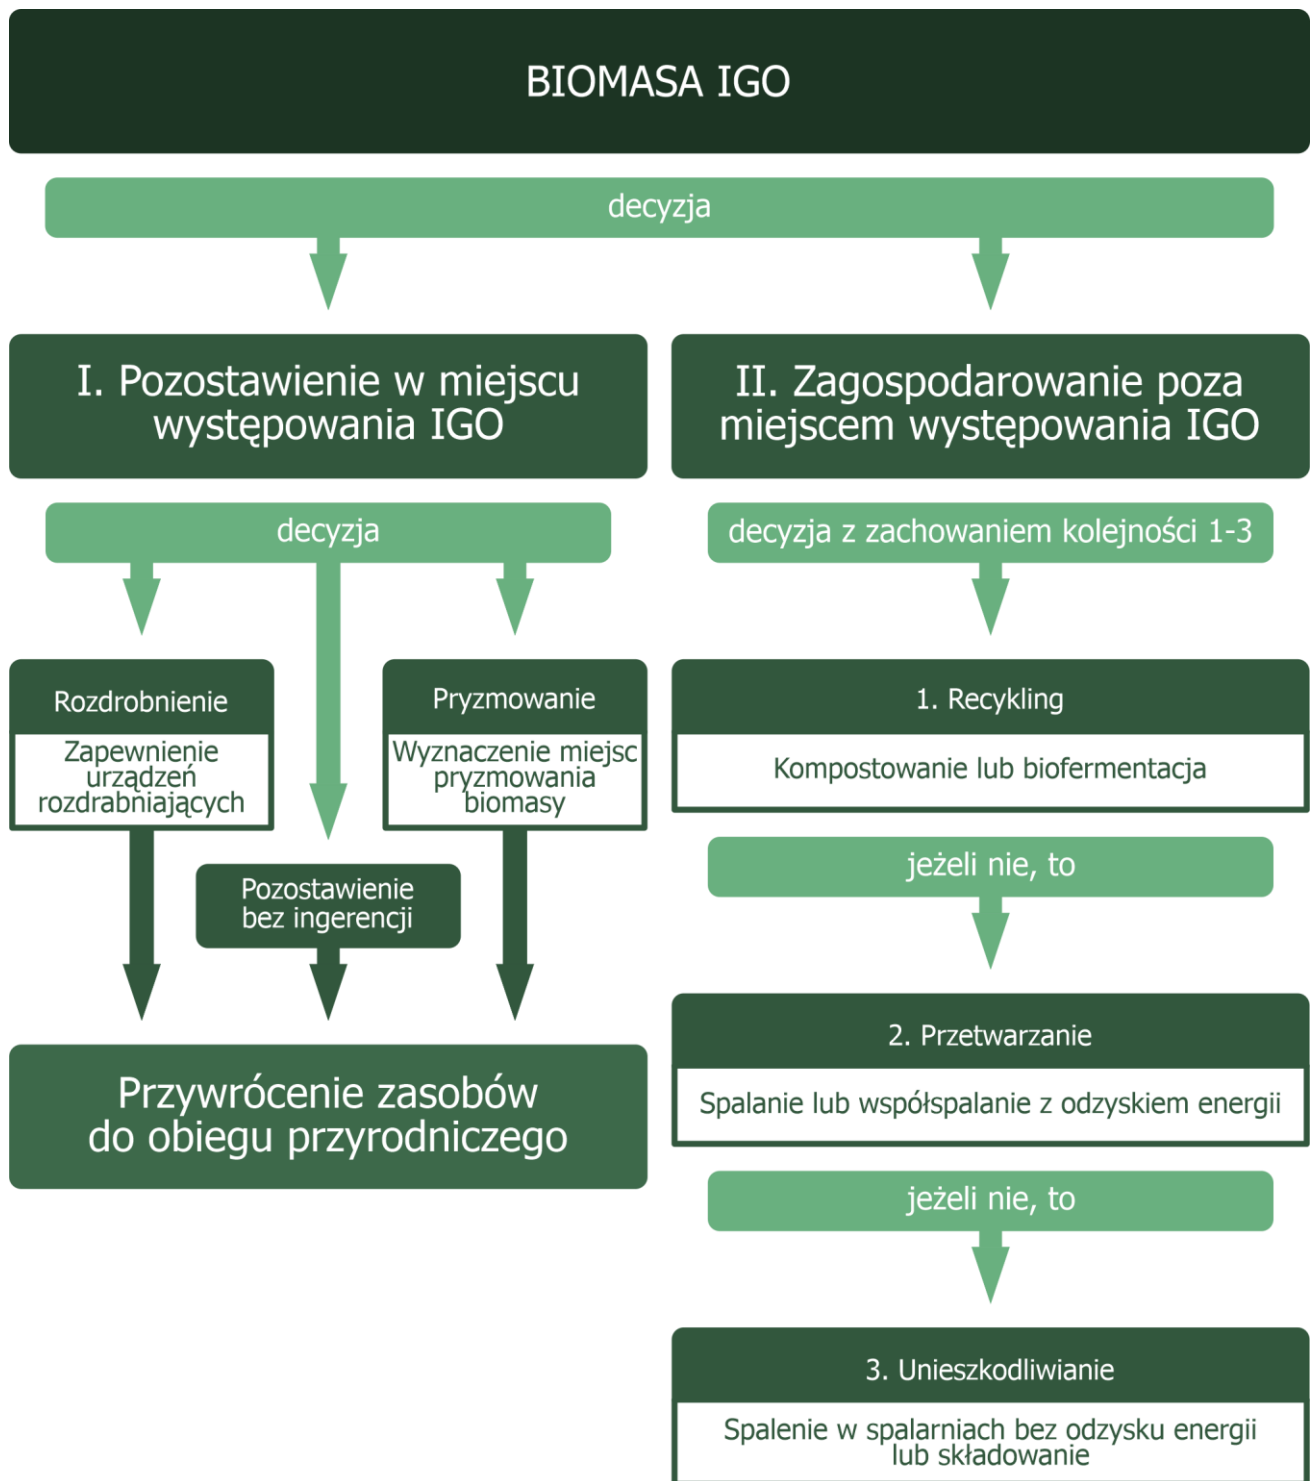 BIOMASA IGO
decyzja
I. Pozostawienie w miejscu
występowania IGO
decyzja
Rozdrobnienie
Zapewnienie
urządzeń
rozdrabniających
Pryzmowanie
Wyznaczenie miejsc
pryzmowania
biomasy
Pozostawienie
bez ingerencji
Przywrócenie zasobów
do obiegu przyrodniczego
II. Zagospodarowanie poza
miejscem występowania IGO
decyzja z zachowaniem kolejności 1-3
1. Recykling
Kompostowanie lub biofermentacja
jeżeli nie, to
2. Przetwarzanie
Spalanie lub współspalanie z odzyskiem energii
jeżeli nie, to
3. Unieszkodliwianie
Spalenie w spalarniach bez odzysku energii
lub składowanie